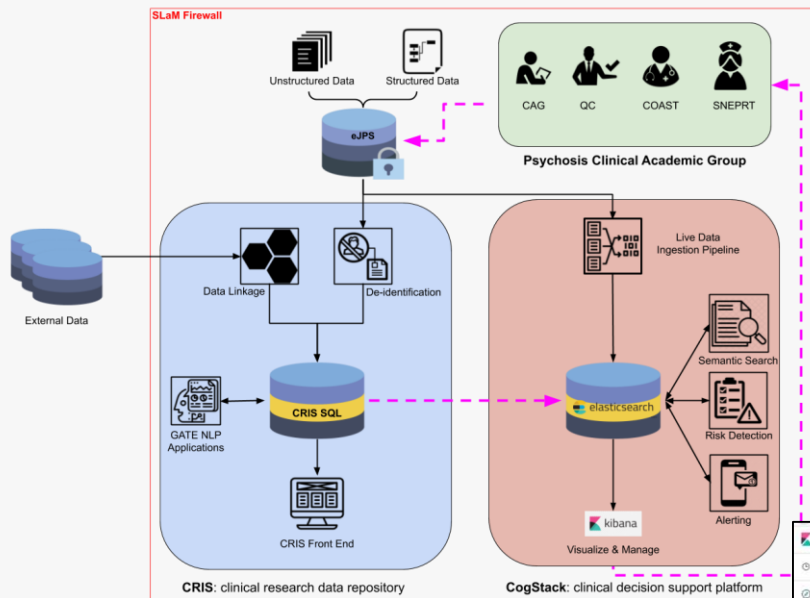 SLaM Firewall
Unstructured Data
Structured Data
CAG
QC
COAST
SNEPRT
eJPS
Psychosis Clinical Academic Group
Live Data
Ingestion Pipeline
Data Linkage
De-identification
External Data
Semantic Search
CRIS SQL
elasticsearch
GATE NLP
Applications
Risk Detection
CRIS Front End
kibana
Alerting
Visualize & Manage
CRIS: clinical research data repository
CogStack: clinical decision support platform